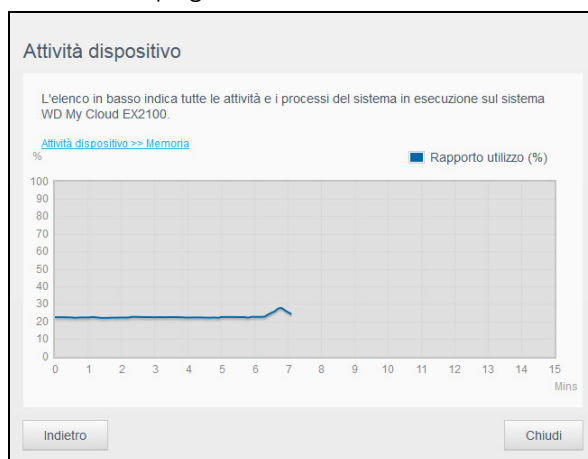 Attività dispositivo
L'elenco in basso indica tutte le attività e i processi del sistema in esecuzione sul sistema
WD My Cloud EX2100.
Attività dispositivo >> Memoria
%
Rapporto utilizzo (%)
100
90
80
70
60
50
40
30
20
10
0
0 1 2 3 4 5 6 7 8 9 10 11 12 13 14 15
Mins
Indietro
Chiudi